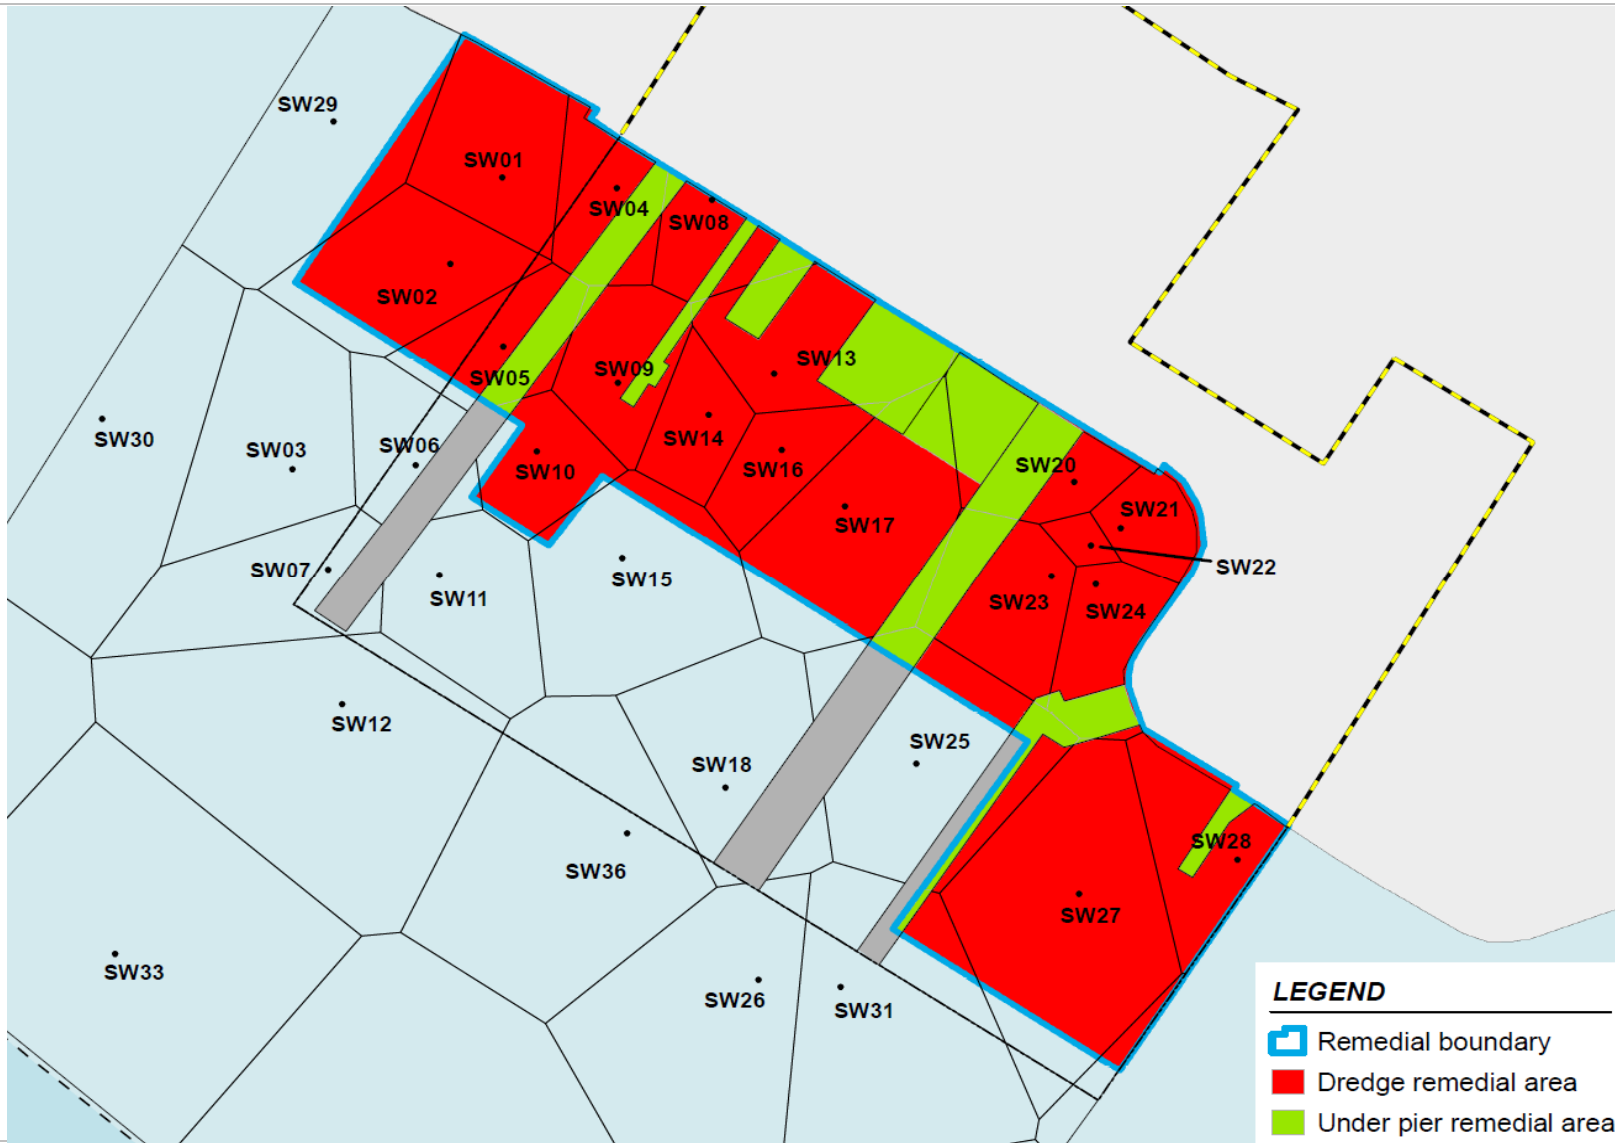 SW29
SW01
SW04
SW08
SW02
SW05
SW09
SW13
SW30
SW03
SW06
SW10
SW14
SW16
SW20
SW17
SW21
SW22
SW07
SW11
SW15
SW23
SW24
SW12
SW18
SW25
SW36
SW28
SW27
SW33
SW26
SW31
LEGEND
Remedial boundary
Dredge remedial area
Under pier remedial area